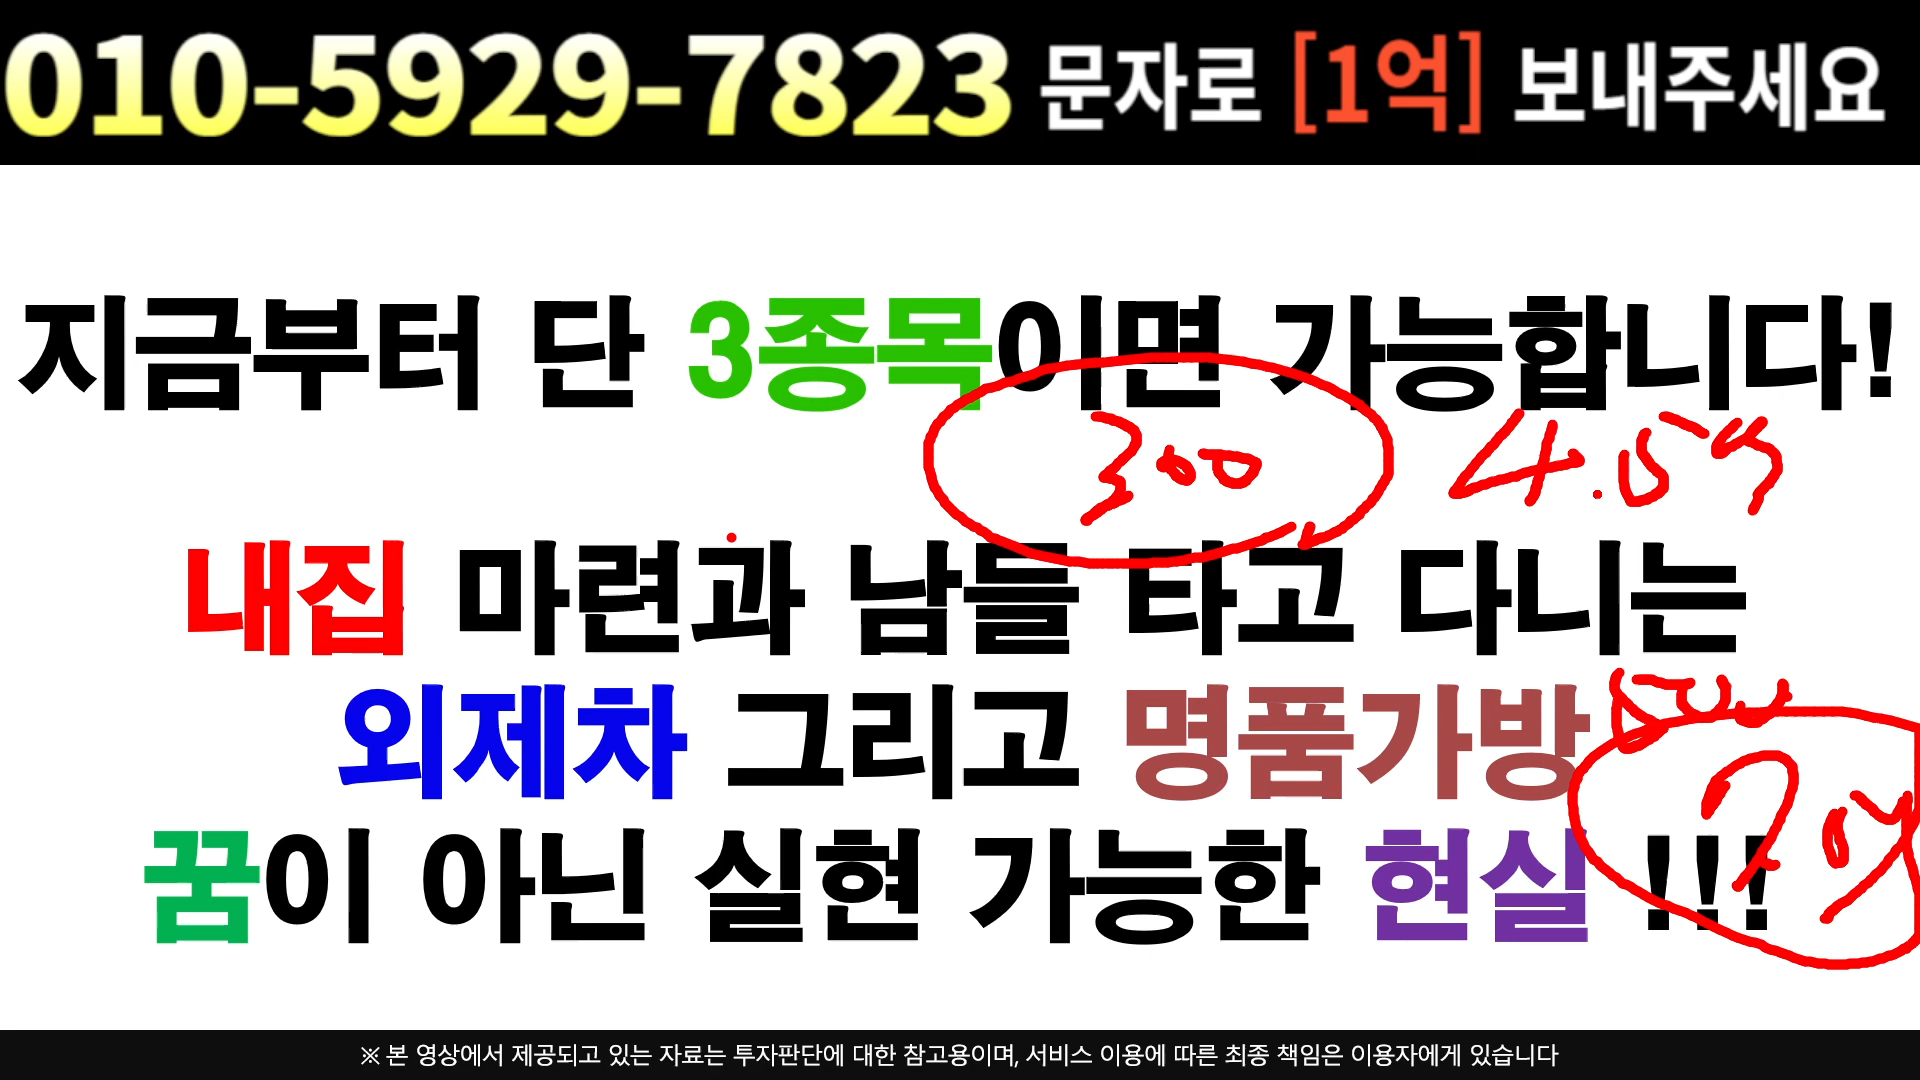 010-5929-7823 문자로 [1억] 보내주세요
지금부터 단 3종목이면 가능합니다!
300 4.5억
내집 마련과 남들 타고 다니는
500
외제차 그리고 명품가방
꿈이 아닌 실현 가능한 현실 !!!
※ 본 영상에서 제공되고 있는 자료는 투자판단에 대한 참고용이며, 서비스 이용에 따른 최종 책임은 이용자에게 있습니다